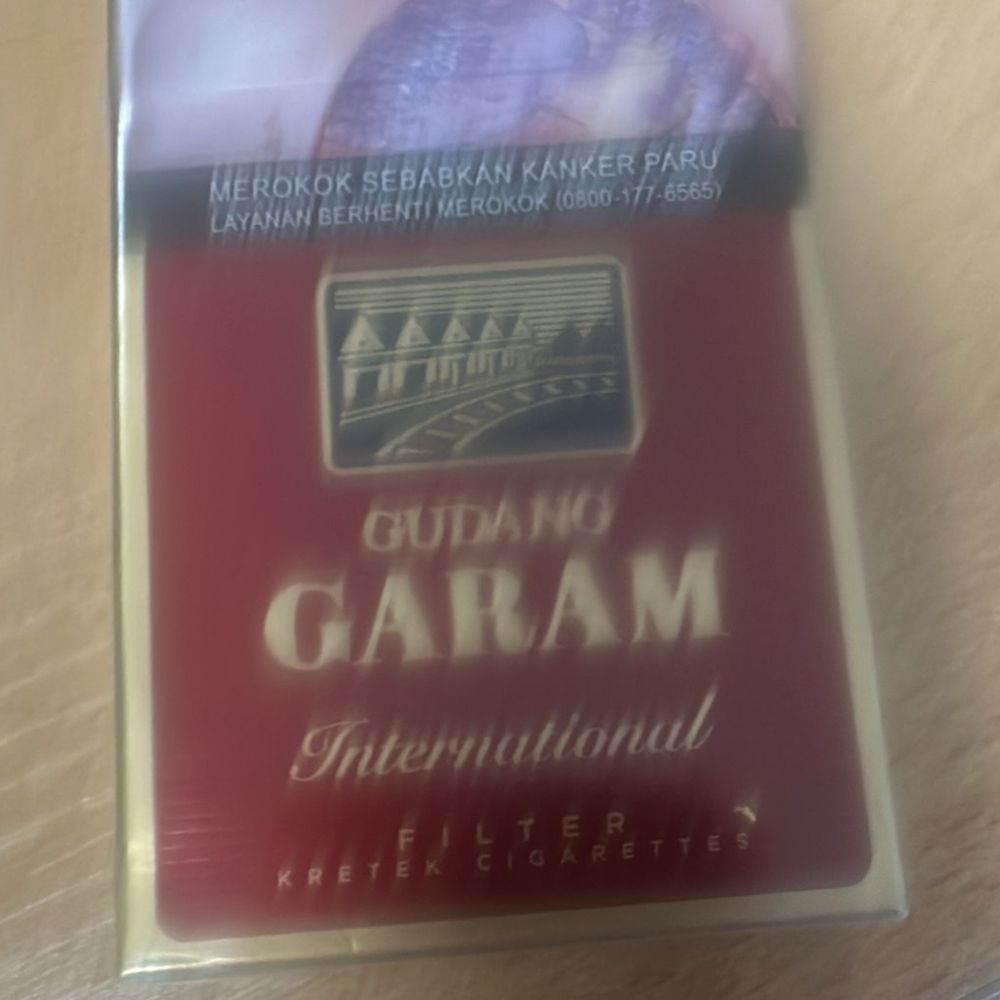 MEROKOK SEBABKAN KANKER PARU
LAYANAN BERHENTI MEROKOK (0800-177-6565)
GUDANG
GARAM
International
FILTER
KRETEK CIGARETTES